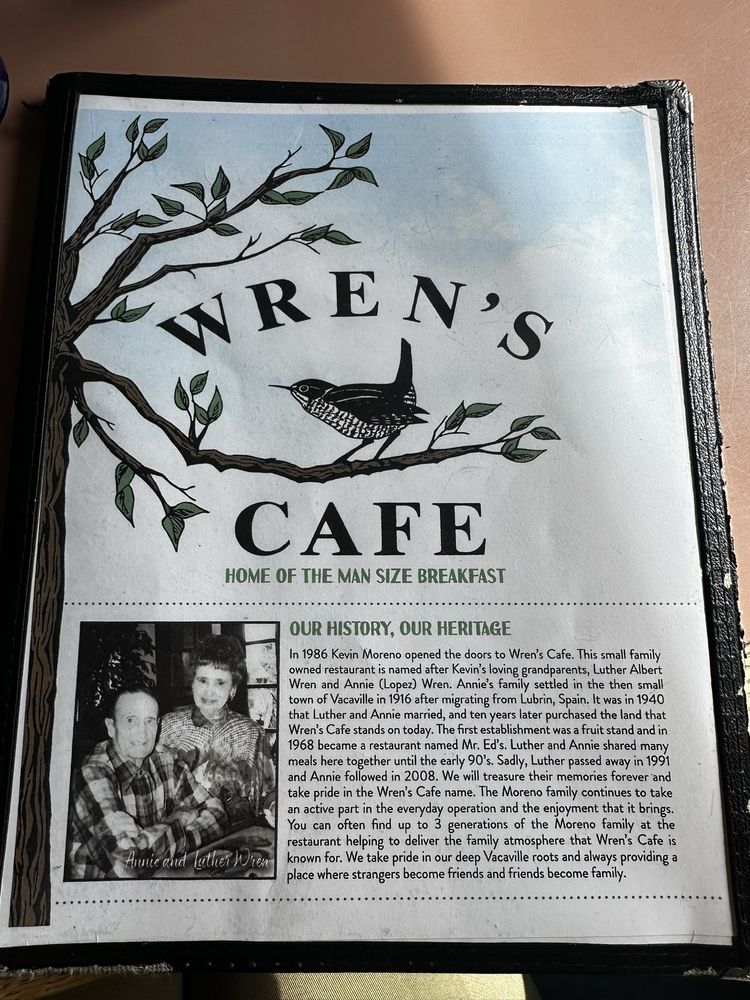 WREN'S
CAFE
HOME OF THE MAN SIZE BREAKFAST
OUR HISTORY, OUR HERITAGE
In 1986 Kevin Moreno opened the doors to Wren's Cafe. This small family
owned restaurant is named after Kevin's loving grandparents, Luther Albert
Wren and Annie (Lopez) Wren. Annie's family settled in the then small
town of Vacaville in 1916 after migrating from Lubrin, Spain. It was in 1940
that Luther and Annie married, and ten years later purchased the land that
Wren's Cafe stands on today. The first establishment was a fruit stand and in
1968 became a restaurant named Mr. Ed's. Luther and Annie shared many
meals here together until the early 90's. Sadly, Luther passed away in 1991
and Annie followed in 2008. We will treasure their memories forever and
take pride in the Wren's Cafe name. The Moreno family continues to take
an active part in the everyday operation and the enjoyment that it brings.
You can often find up to 3 generations of the Moreno family at the
restaurant helping to deliver the family atmosphere that Wren's Cafe is
known for. We take pride in our deep Vacaville roots and always providing a
place where strangers become friends and friends become family.
Annie and Luther Wren